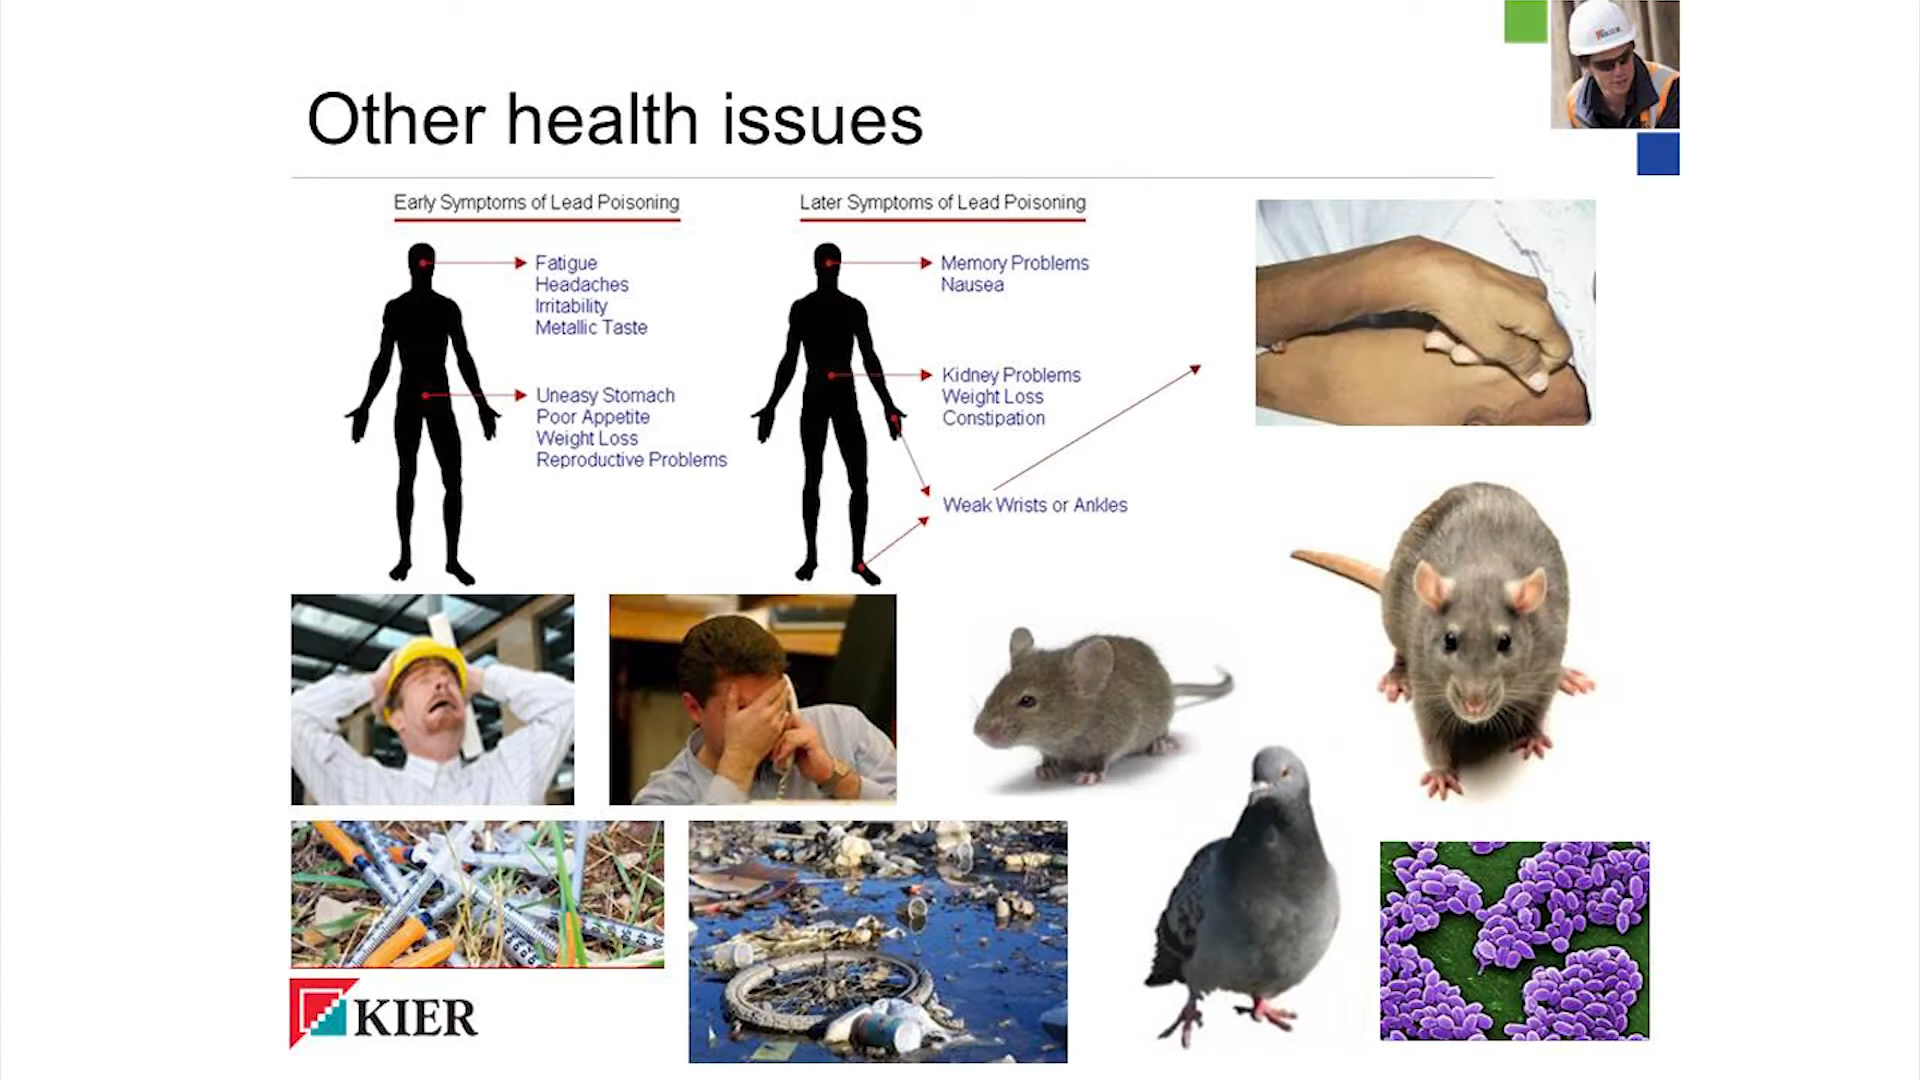 Other health issues
Early Symptoms of Lead Poisoning
Fatigue
Headaches
Irritability
Metallic Taste
Uneasy Stomach
Poor Appetite
Weight Loss
Reproductive Problems
Later Symptoms of Lead Poisoning
Memory Problems
Nausea
Kidney Problems
Weight Loss
Constipation
Weak Wrists or Ankles
KIER